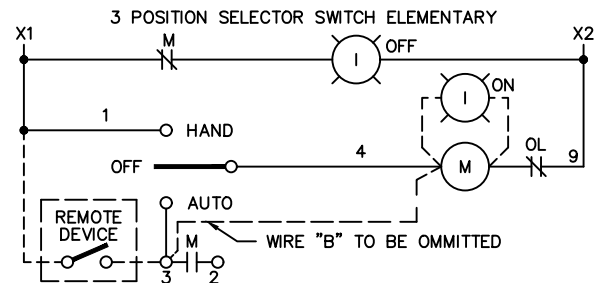 3 POSITION SELECTOR SWITCH ELEMENTARY
X1
X2
M
I
OFF
I
ON
1
HAND
OFF
4
M
OL
9
AUTO
REMOTE
DEVICE
M
WIRE "B" TO BE OMMITTED
3
2